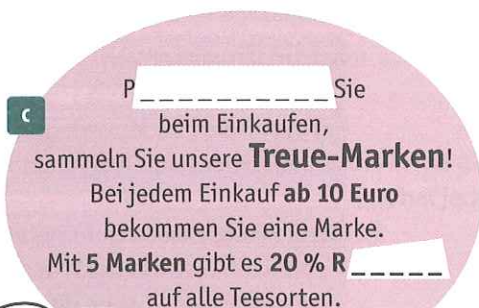 C
P__________ Sie
beim Einkaufen,
sammeln Sie unsere Treue-Marken!
Bei jedem Einkauf ab 10 Euro
bekommen Sie eine Marke.
Mit 5 Marken gibt es 20 % R_____
auf alle Teesorten.